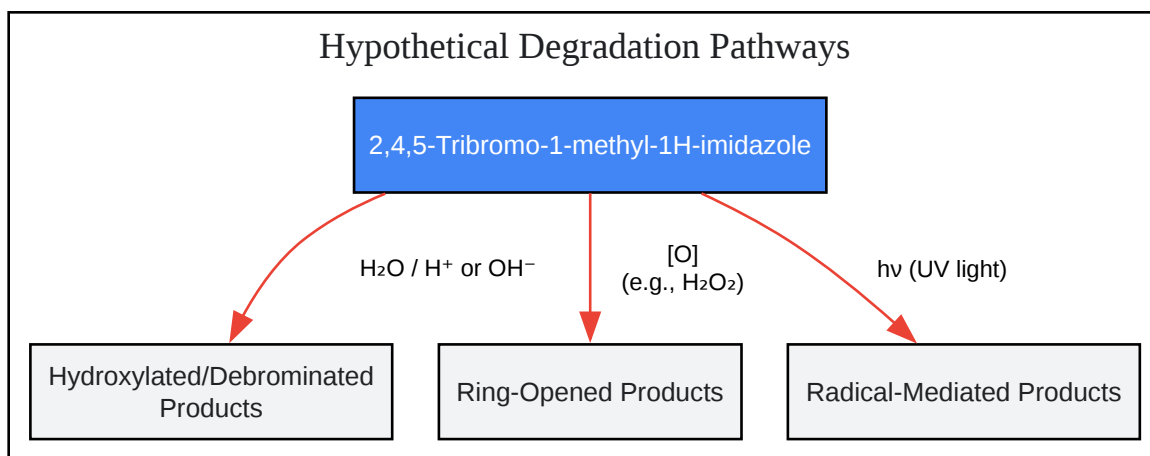 Hypothetical Degradation Pathways
2,4,5-Tribromo-1-methyl-1H-imidazole
H₂O / H⁺ or OH⁻
[O]
(e.g., H₂O₂)
hν (UV light)
Hydroxylated/Debrominated
Products
Ring-Opened Products
Radical-Mediated Products